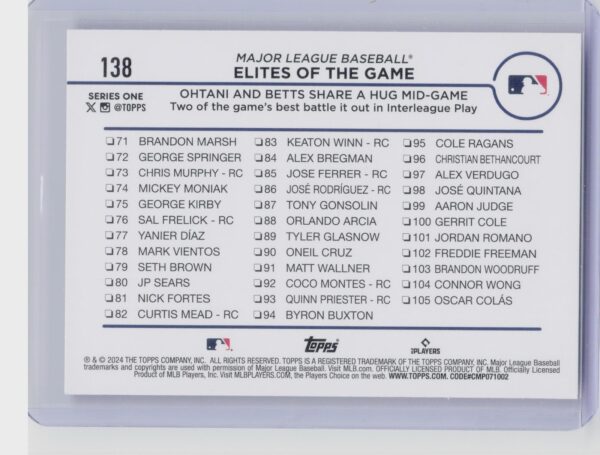 138
MAJOR LEAGUE BASEBALL®
ELITES OF THE GAME
SERIES ONE
@TOPPS
OHTANI AND BETTS SHARE A HUG MID-GAME
Two of the game's best battle it out in Interleague Play
❏71 BRANDON MARSH
❏72 GEORGE SPRINGER
❏73 CHRIS MURPHY - RC
❏74 MICKEY MONIAK
❏75 GEORGE KIRBY
❏76 SAL FRELICK - RC
❏77 YANIER DÍAZ
❏78 MARK VIENTOS
❏79 SETH BROWN
❏80 JP SEARS
❏81 NICK FORTES
❏82 CURTIS MEAD - RC
❏83 KEATON WINN - RC
❏84 ALEX BREGMAN
❏85 JOSE FERRER - RC
❏86 JOSÉ RODRÍGUEZ - RC
❏87 TONY GONSOLIN
❏88 ORLANDO ARCIA
❏89 TYLER GLASNOW
❏90 ONEIL CRUZ
❏91 MATT WALLNER
❏92 COCO MONTES - RC
❏93 QUINN PRIESTER - RC
❏94 BYRON BUXTON
❏95 COLE RAGANS
❏96 CHRISTIAN BETHANCOURT
❏97 ALEX VERDUGO
❏98 JOSÉ QUINTANA
❏99 AARON JUDGE
❏100 GERRIT COLE
❏101 JORDAN ROMANO
❏102 FREDDIE FREEMAN
❏103 BRANDON WOODRUFF
❏104 CONNOR WONG
❏105 OSCAR COLÁS
Topps
PLAYERS
® & © 2024 THE TOPPS COMPANY, INC. ALL RIGHTS RESERVED. TOPPS IS A REGISTERED TRADEMARK OF THE TOPPS COMPANY, INC. Major League Baseball
trademarks and copyrights are used with permission of Major League Baseball. Visit MLB.com. OFFICIALLY LICENSED PRODUCT OF MLB. Officially Licensed
Product of MLB Players, Inc. Visit MLBPLAYERS.COM, the Players Choice on the web. WWW.TOPPS.COM. CODE#CMP071002